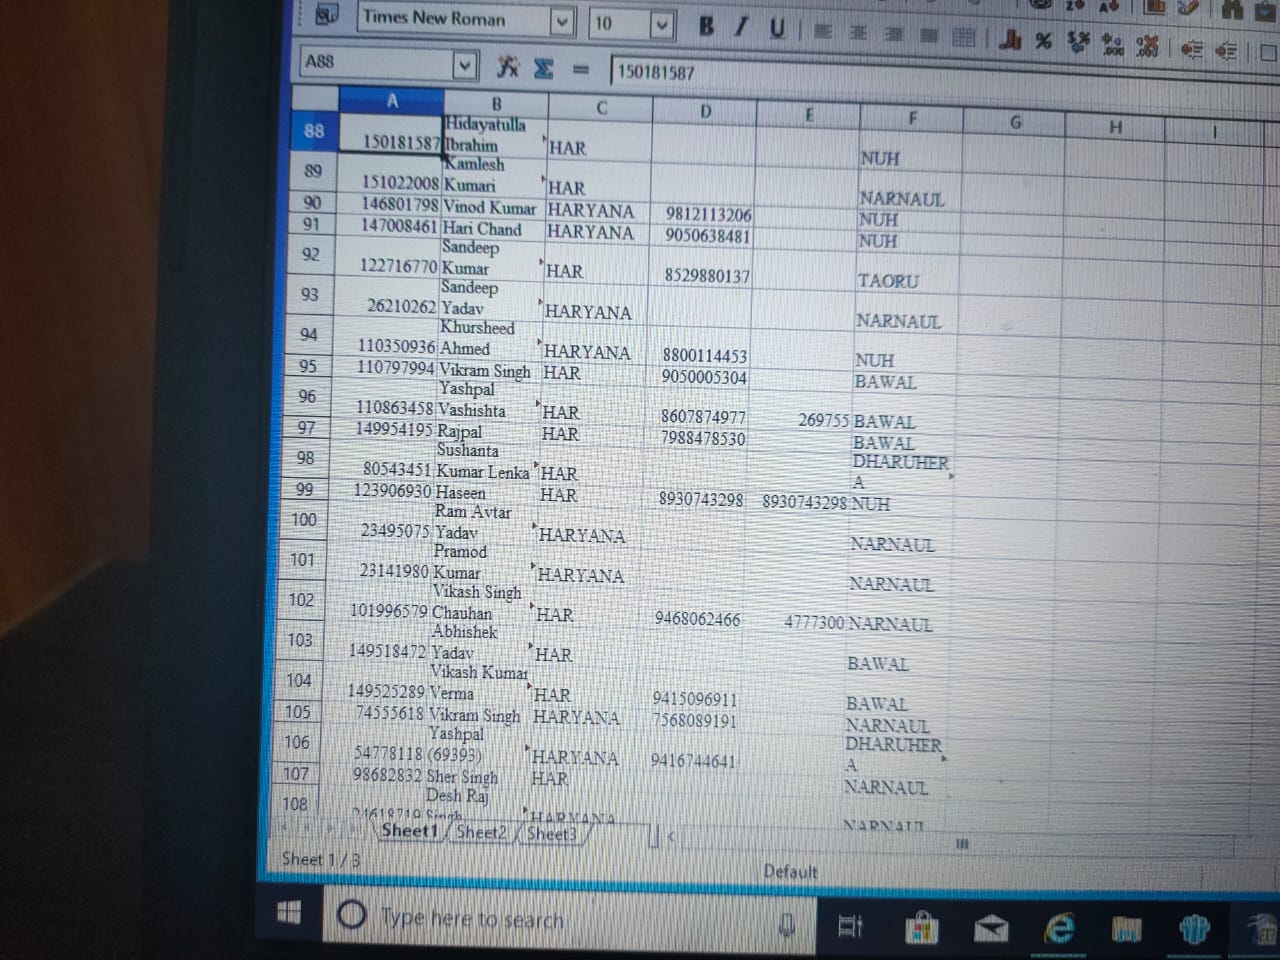 Times New Roman 10 B I U %
A88 = 150181587
A B C D E F G H I
88 150181587 Hidayatulla Ibrahim HAR NUH
89 151022008 Kamlesh Kumari HAR NARNAUL
90 146801798 Vinod Kumar HARYANA 9812113206 NUH
91 147008461 Hari Chand HARYANA 9050638481 NUH
92 122716770 Sandeep Kumar HAR 8529880137 TAORU
93 26210262 Sandeep Yadav HARYANA NARNAUL
94 110350936 Khursheed Ahmed HARYANA 8800114453 NUH
95 110797994 Vikram Singh HAR 9050005304 BAWAL
96 110863458 Yashpal Vashishta HAR 8607874977 269755 BAWAL
97 149954195 Rajpal HAR 7988478530 BAWAL
98 80543451 Sushanta Kumar Lenka HAR DHARUHERA
99 123906930 Haseen HAR 8930743298 8930743298 NUH
100 23495075 Ram Avtar Yadav HARYANA NARNAUL
101 23141980 Pramod Kumar HARYANA NARNAUL
102 101996579 Vikash Singh Chauhan HAR 9468062466 4777300 NARNAUL
103 149518472 Abhishek Yadav HAR BAWAL
104 149525289 Vikash Kumar Verma HAR 9415096911 BAWAL
105 74555618 Vikram Singh HARYANA 7568089191 NARNAUL
106 54778118 Yashpal (69393) HARYANA 9416744641 DHARUHERA
107 98682832 Sher Singh HAR NARNAUL
108 Desh Raj Singh HARYANA NARNAUL
Sheet1 Sheet2 Sheet3
Sheet 1 / 3 Default
Type here to search